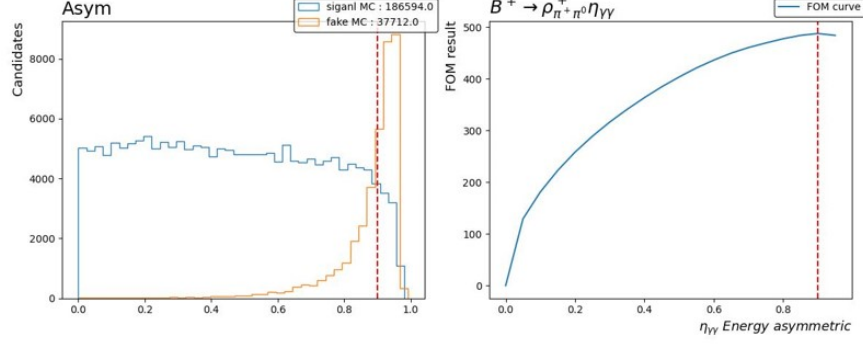 Asym
siganl MC : 186594.0
fake MC : 37712.0
Candidates
8000
6000
4000
2000
0
0.0 0.2 0.4 0.6 0.8 1.0
B⁺ → ρ⁺π⁺π⁰ηγγ
FOM curve
FOM result
500
400
300
200
100
0
0.0 0.2 0.4 0.6 0.8
ηγγ Energy asymmetric